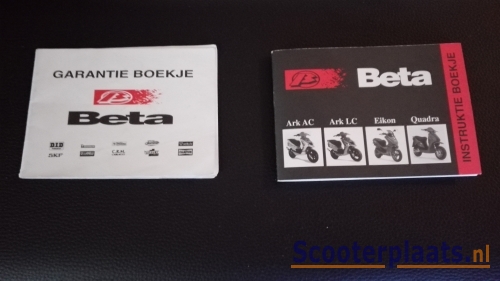 GARANTIE BOEKJE
Beta
D.I.D
Beta
Ark AC
Ark LC
Eikon
Quadra
INSTRUKTIE BOEKJE
Scooterplaats.nl